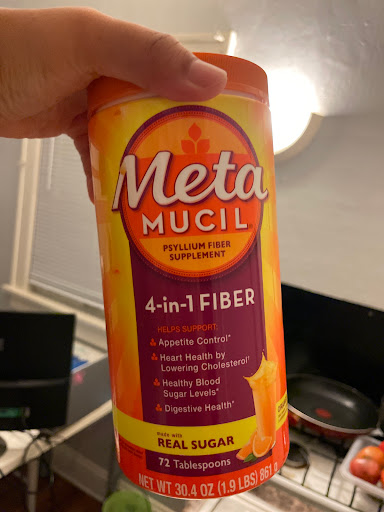 Meta
MUCIL
PSYLLIUM FIBER
SUPPLEMENT
4-in-1 FIBER
HELPS SUPPORT:
Appetite Control*
Heart Health by
Lowering Cholesterol†
Healthy Blood
Sugar Levels*
Digestive Health*
made with
REAL SUGAR
72 Tablespoons
NET WT 30.4 OZ (1.9 LBS) 861 g